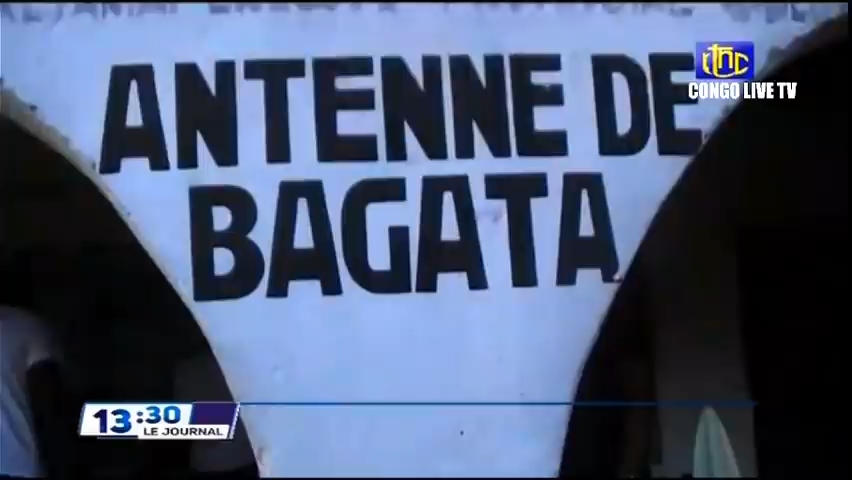 ANTENNE DE
BAGATA
CONGO LIVE TV
13:30
LE JOURNAL